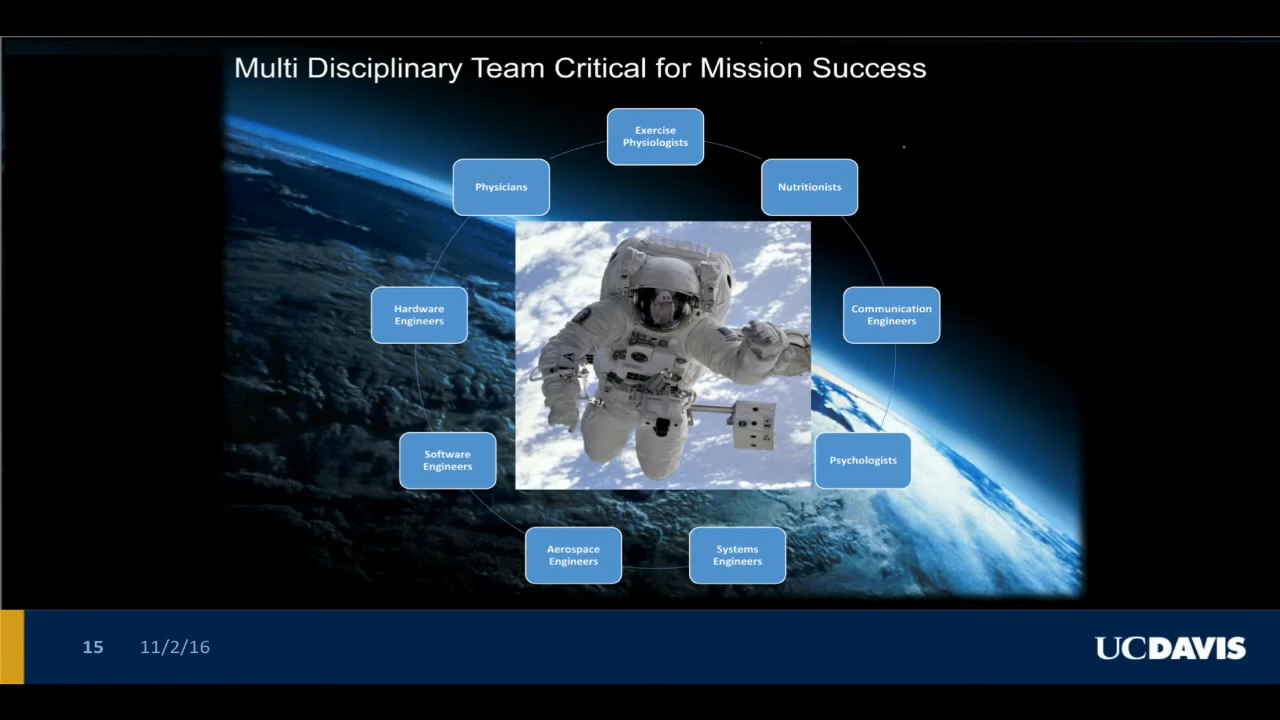 Multi Disciplinary Team Critical for Mission Success
Exercise
Physiologists
Physicians
Nutritionists
Hardware
Engineers
Communication
Engineers
Software
Engineers
Psychologists
Aerospace
Engineers
Systems
Engineers
15
11/2/16
UCDAVIS